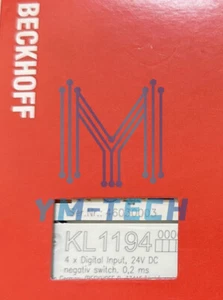 BECKHOFF
YM-TECH
KL1194
4 x Digital Input, 24V DC
negativ switch, 0,2 ms